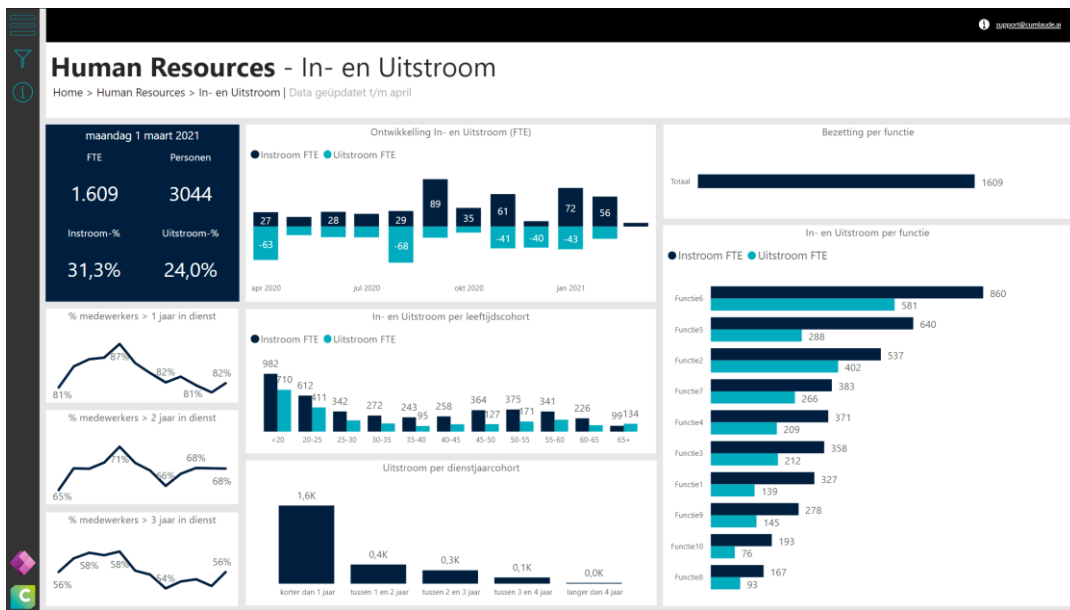 support@cumlaude.ai
Human Resources - In- en Uitstroom
Home > Human Resources > In- en Uitstroom | Data geüpdatet t/m april
maandag 1 maart 2021
FTE Personen
1.609 3044
Instroom-% Uitstroom-%
31,3% 24,0%
% medewerkers > 1 jaar in dienst
87%
82%
82%
81%
81%
% medewerkers > 2 jaar in dienst
71%
68%
66%
68%
65%
% medewerkers > 3 jaar in dienst
58%
58%
56%
54%
56%
Ontwikkelling In- en Uitstroom (FTE)
Instroom FTE Uitstroom FTE
27 28 29 89 35 61 72 56
-63 -68 -41 -40 -43
apr 2020 jul 2020 okt 2020 jan 2021
In- en Uitstroom per leeftijdscohort
Instroom FTE Uitstroom FTE
982 710 612 411 342 272 243 95 258 364 127 375 171 341 226 99 134
<20 20-25 25-30 30-35 35-40 40-45 45-50 50-55 55-60 60-65 65+
Uitstroom per dienstjaarcohort
1,6K 0,4K 0,3K 0,1K 0,0K
korter dan 1 jaar tussen 1 en 2 jaar tussen 2 en 3 jaar tussen 3 en 4 jaar langer dan 4 jaar
Bezetting per functie
Totaal 1609
In- en Uitstroom per functie
Instroom FTE Uitstroom FTE
Functie6 860
581
Functie5 640
288
Functie2 537
402
Functie7 383
266
Functie4 371
209
Functie3 358
212
Functie1 327
139
Functie9 278
145
Functie10 193
76
Functie8 167
93